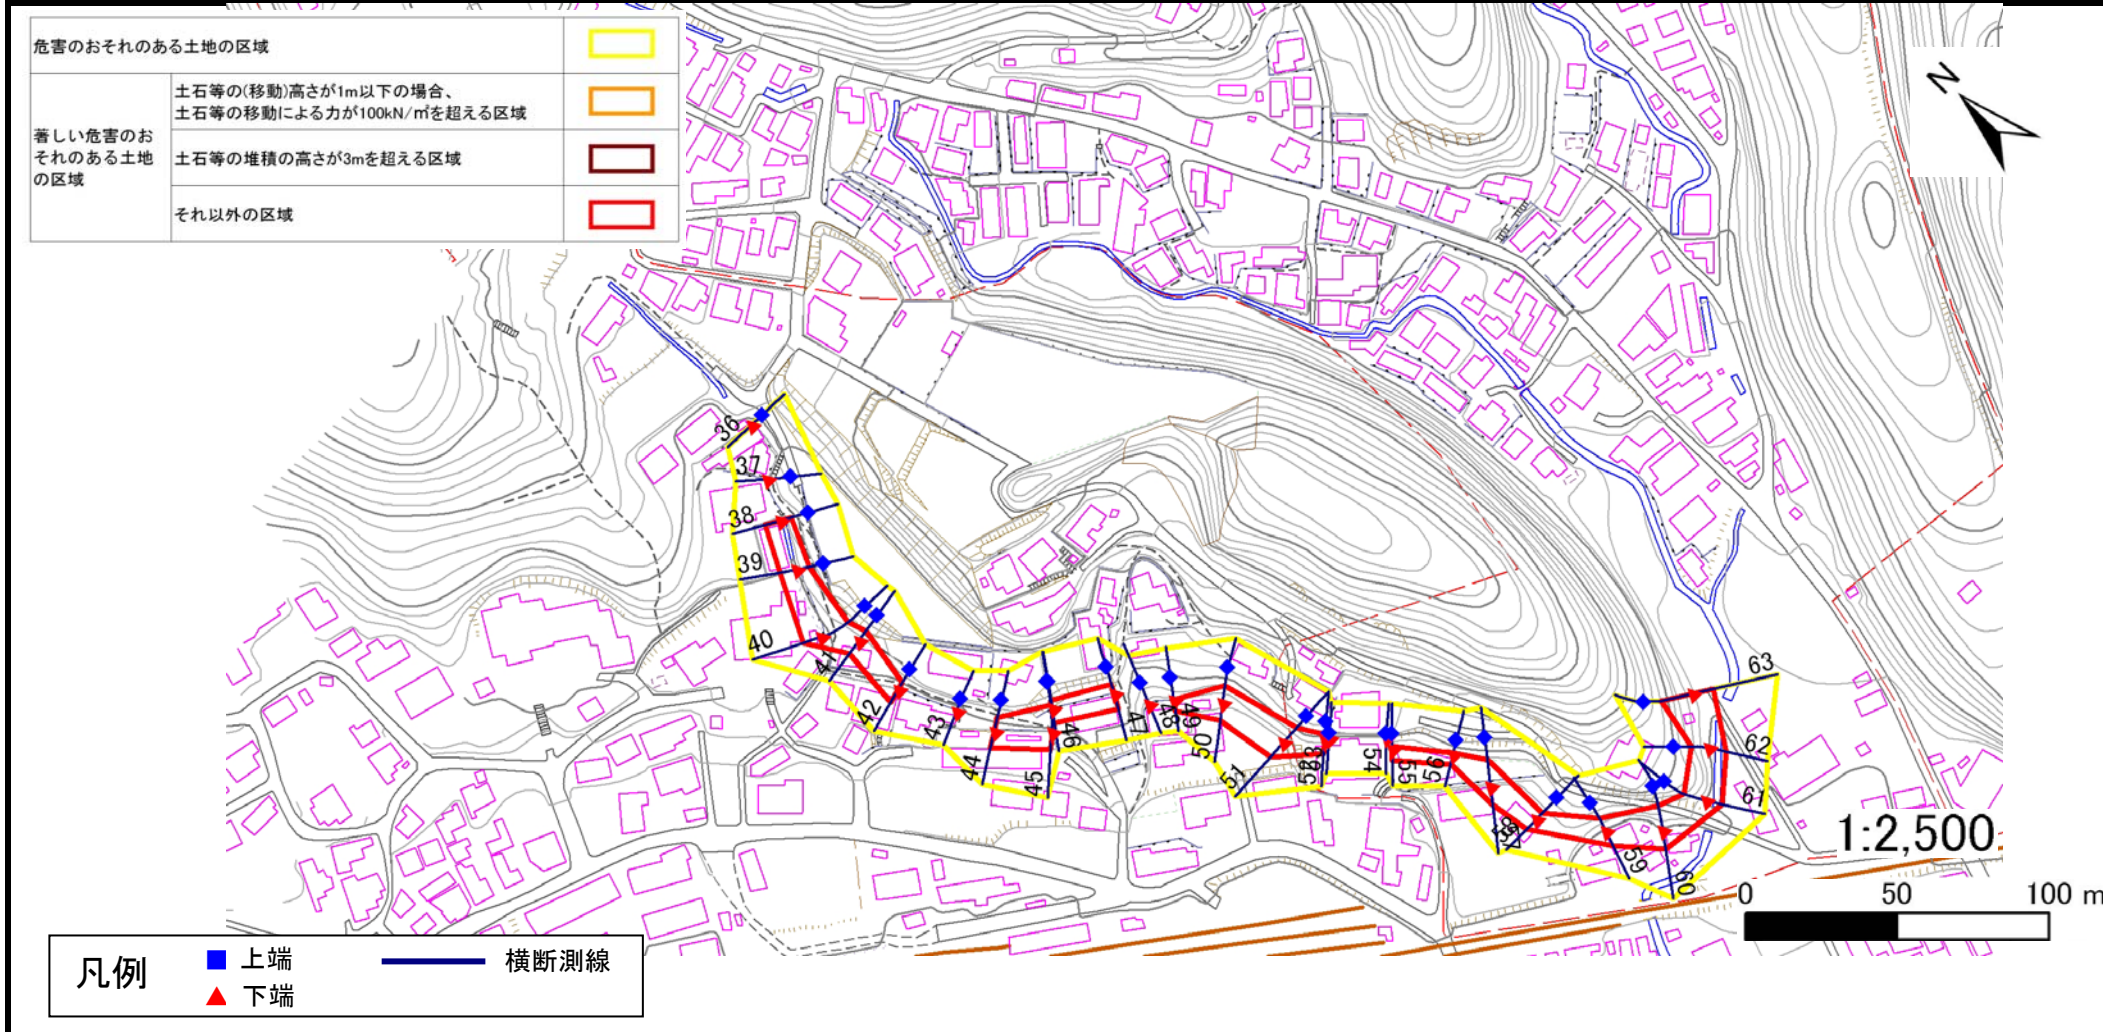 危害のおそれのある土地の区域
著しい危害のお
それのある土地
の区域
土石等の(移動)高さが1m以下の場合、
土石等の移動による力が100kN/㎡を超える区域
土石等の堆積の高さが3mを超える区域
それ以外の区域
N
36
37
38
39
40
41
42
43
44
45
46
47
48
49
50
51
52
53
54
55
56
59
60
61
62
63
1:2,500
0 50 100 m
凡例
上端
下端
横断測線